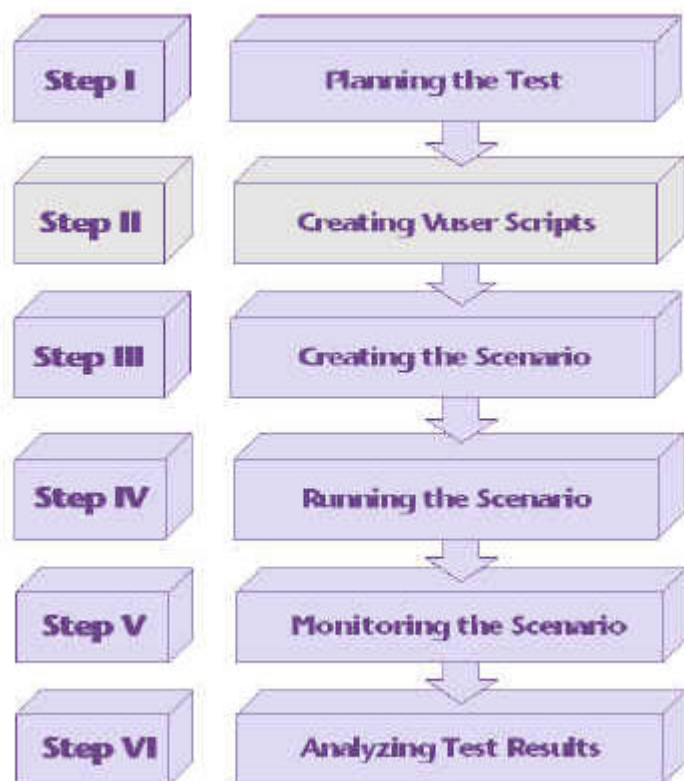 Step I
Planning the Test
Step II
Creating Vuser Scripts
Step III
Creating the Scenario
Step IV
Running the Scenario
Step V
Monitoring the Scenario
Step VI
Analyzing Test Results